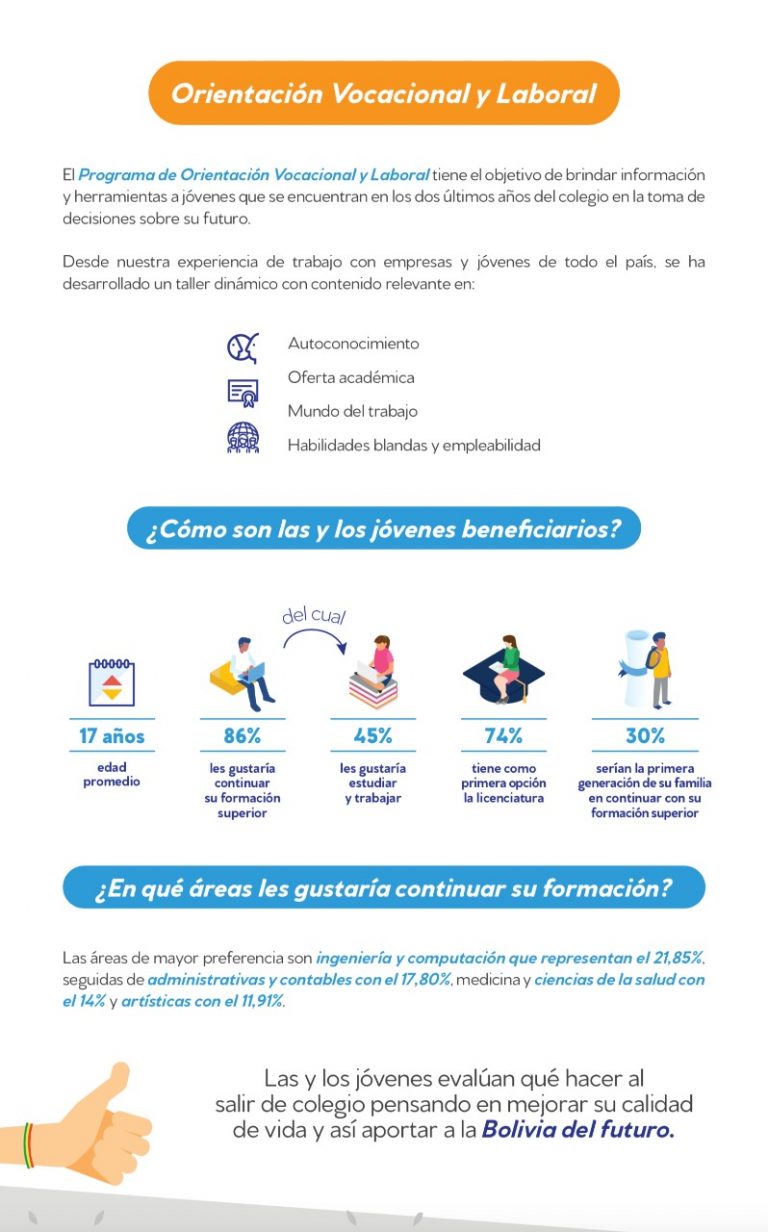 Orientación Vocacional y Laboral
El Programa de Orientación Vocacional y Laboral tiene el objetivo de brindar información
y herramientas a jóvenes que se encuentran en los dos últimos años del colegio en la toma de
decisiones sobre su futuro.
Desde nuestra experiencia de trabajo con empresas y jóvenes de todo el país, se ha
desarrollado un taller dinámico con contenido relevante en:
Autoconocimiento
Oferta académica
Mundo del trabajo
Habilidades blandas y empleabilidad
¿Cómo son las y los jóvenes beneficiarios?
del cual
17 años
edad
promedio
86%
les gustaría
continuar
su formación
superior
45%
les gustaría
estudiar
y trabajar
74%
tiene como
primera opción
la licenciatura
30%
serían la primera
generación de su familia
en continuar con su
formación superior
¿En qué áreas les gustaría continuar su formación?
Las áreas de mayor preferencia son ingeniería y computación que representan el 21,85%,
seguidas de administrativas y contables con el 17,80%, medicina y ciencias de la salud con
el 14% y artísticas con el 11,91%.
Las y los jóvenes evalúan qué hacer al
salir de colegio pensando en mejorar su calidad
de vida y así aportar a la Bolivia del futuro.